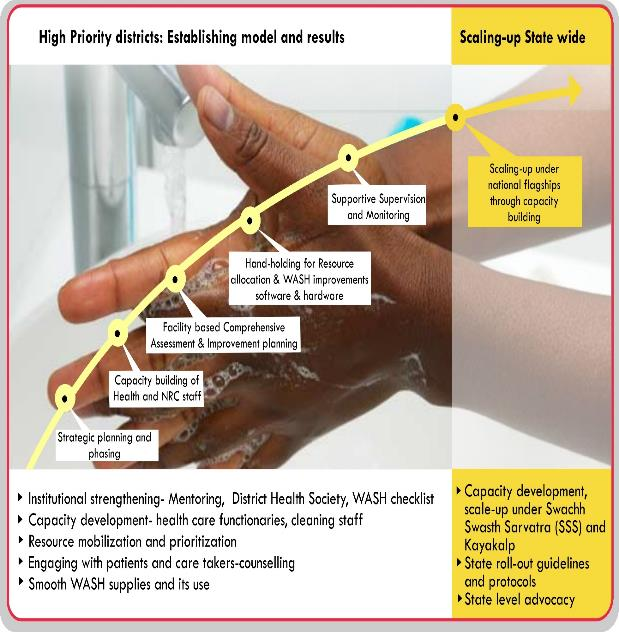 High Priority districts: Establishing model and results
Scaling-up State wide
Scaling-up under
national flagships
through capacity
building
Supportive Supervision
and Monitoring
Hand-holding for Resource
allocation & WASH improvements
software & hardware
Facility based Comprehensive
Assessment & Improvement planning
Capacity building of
Health and NRC staff
Strategic planning and
phasing
Institutional strengthening- Mentoring, District Health Society, WASH checklist
Capacity development- health care functionaries, cleaning staff
Resource mobilization and prioritization
Engaging with patients and care takers-counselling
Smooth WASH supplies and its use
Capacity development,
scale-up under Swachh
Swasth Sarvatra (SSS) and
Kayakalp
State roll-out guidelines
and protocols
State level advocacy